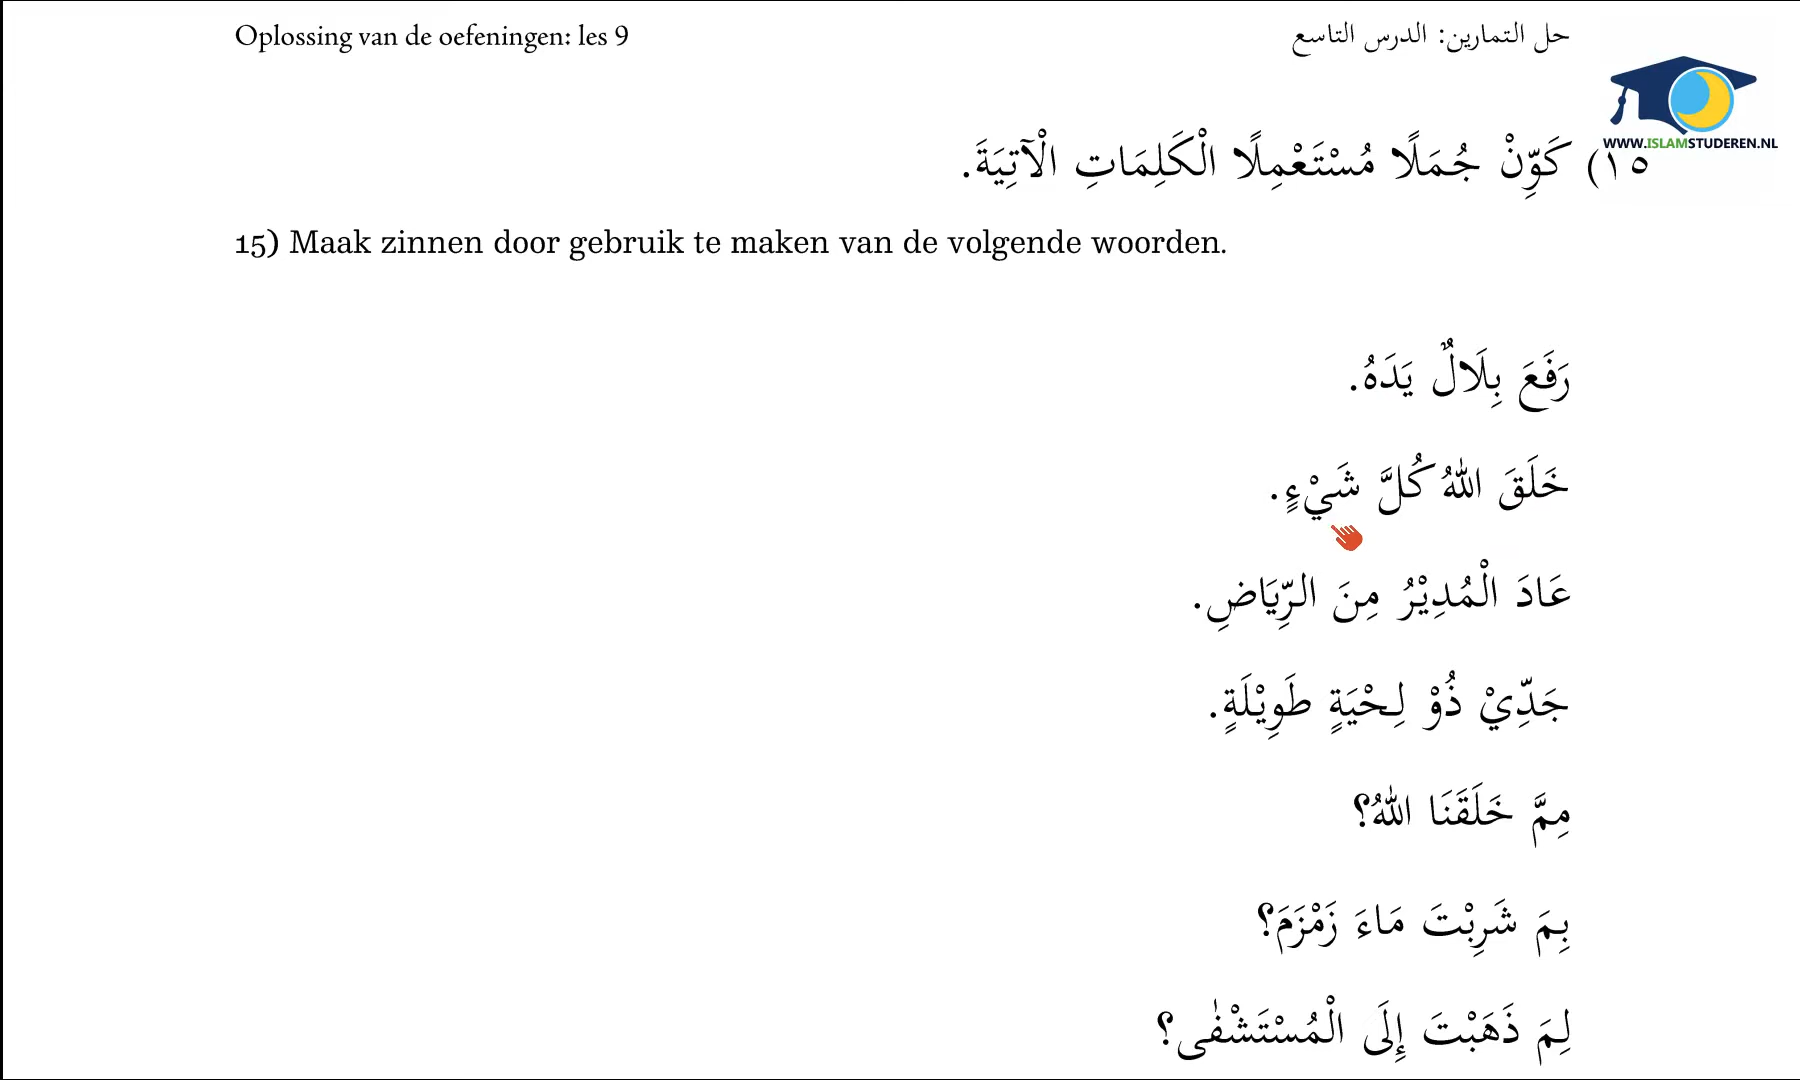 Oplossing van de oefeningen: les 9
حل التمارين: الدرس التاسع
WWW.ISLAMSTUDEREN.NL
١٥) كَوِّنْ جُمَلًا مُسْتَعْمِلًا الْكَلِمَاتِ الْآتِيَةَ.
15) Maak zinnen door gebruik te maken van de volgende woorden.
رَفَعَ بِلَالٌ يَدَهُ.
خَلَقَ اللّٰهُ كُلَّ شَيْءٍ.
عَادَ الْمُدِيْرُ مِنَ الرِّيَاضِ.
جَدِّيْ ذُوْ لِحْيَةٍ طَوِيْلَةٍ.
مِمَّ خَلَقَنَا اللّٰهُ؟
بِمَ شَرِبْتَ مَاءَ زَمْزَمَ؟
لِمَ ذَهَبْتَ إِلَى الْمُسْتَشْفٰى؟